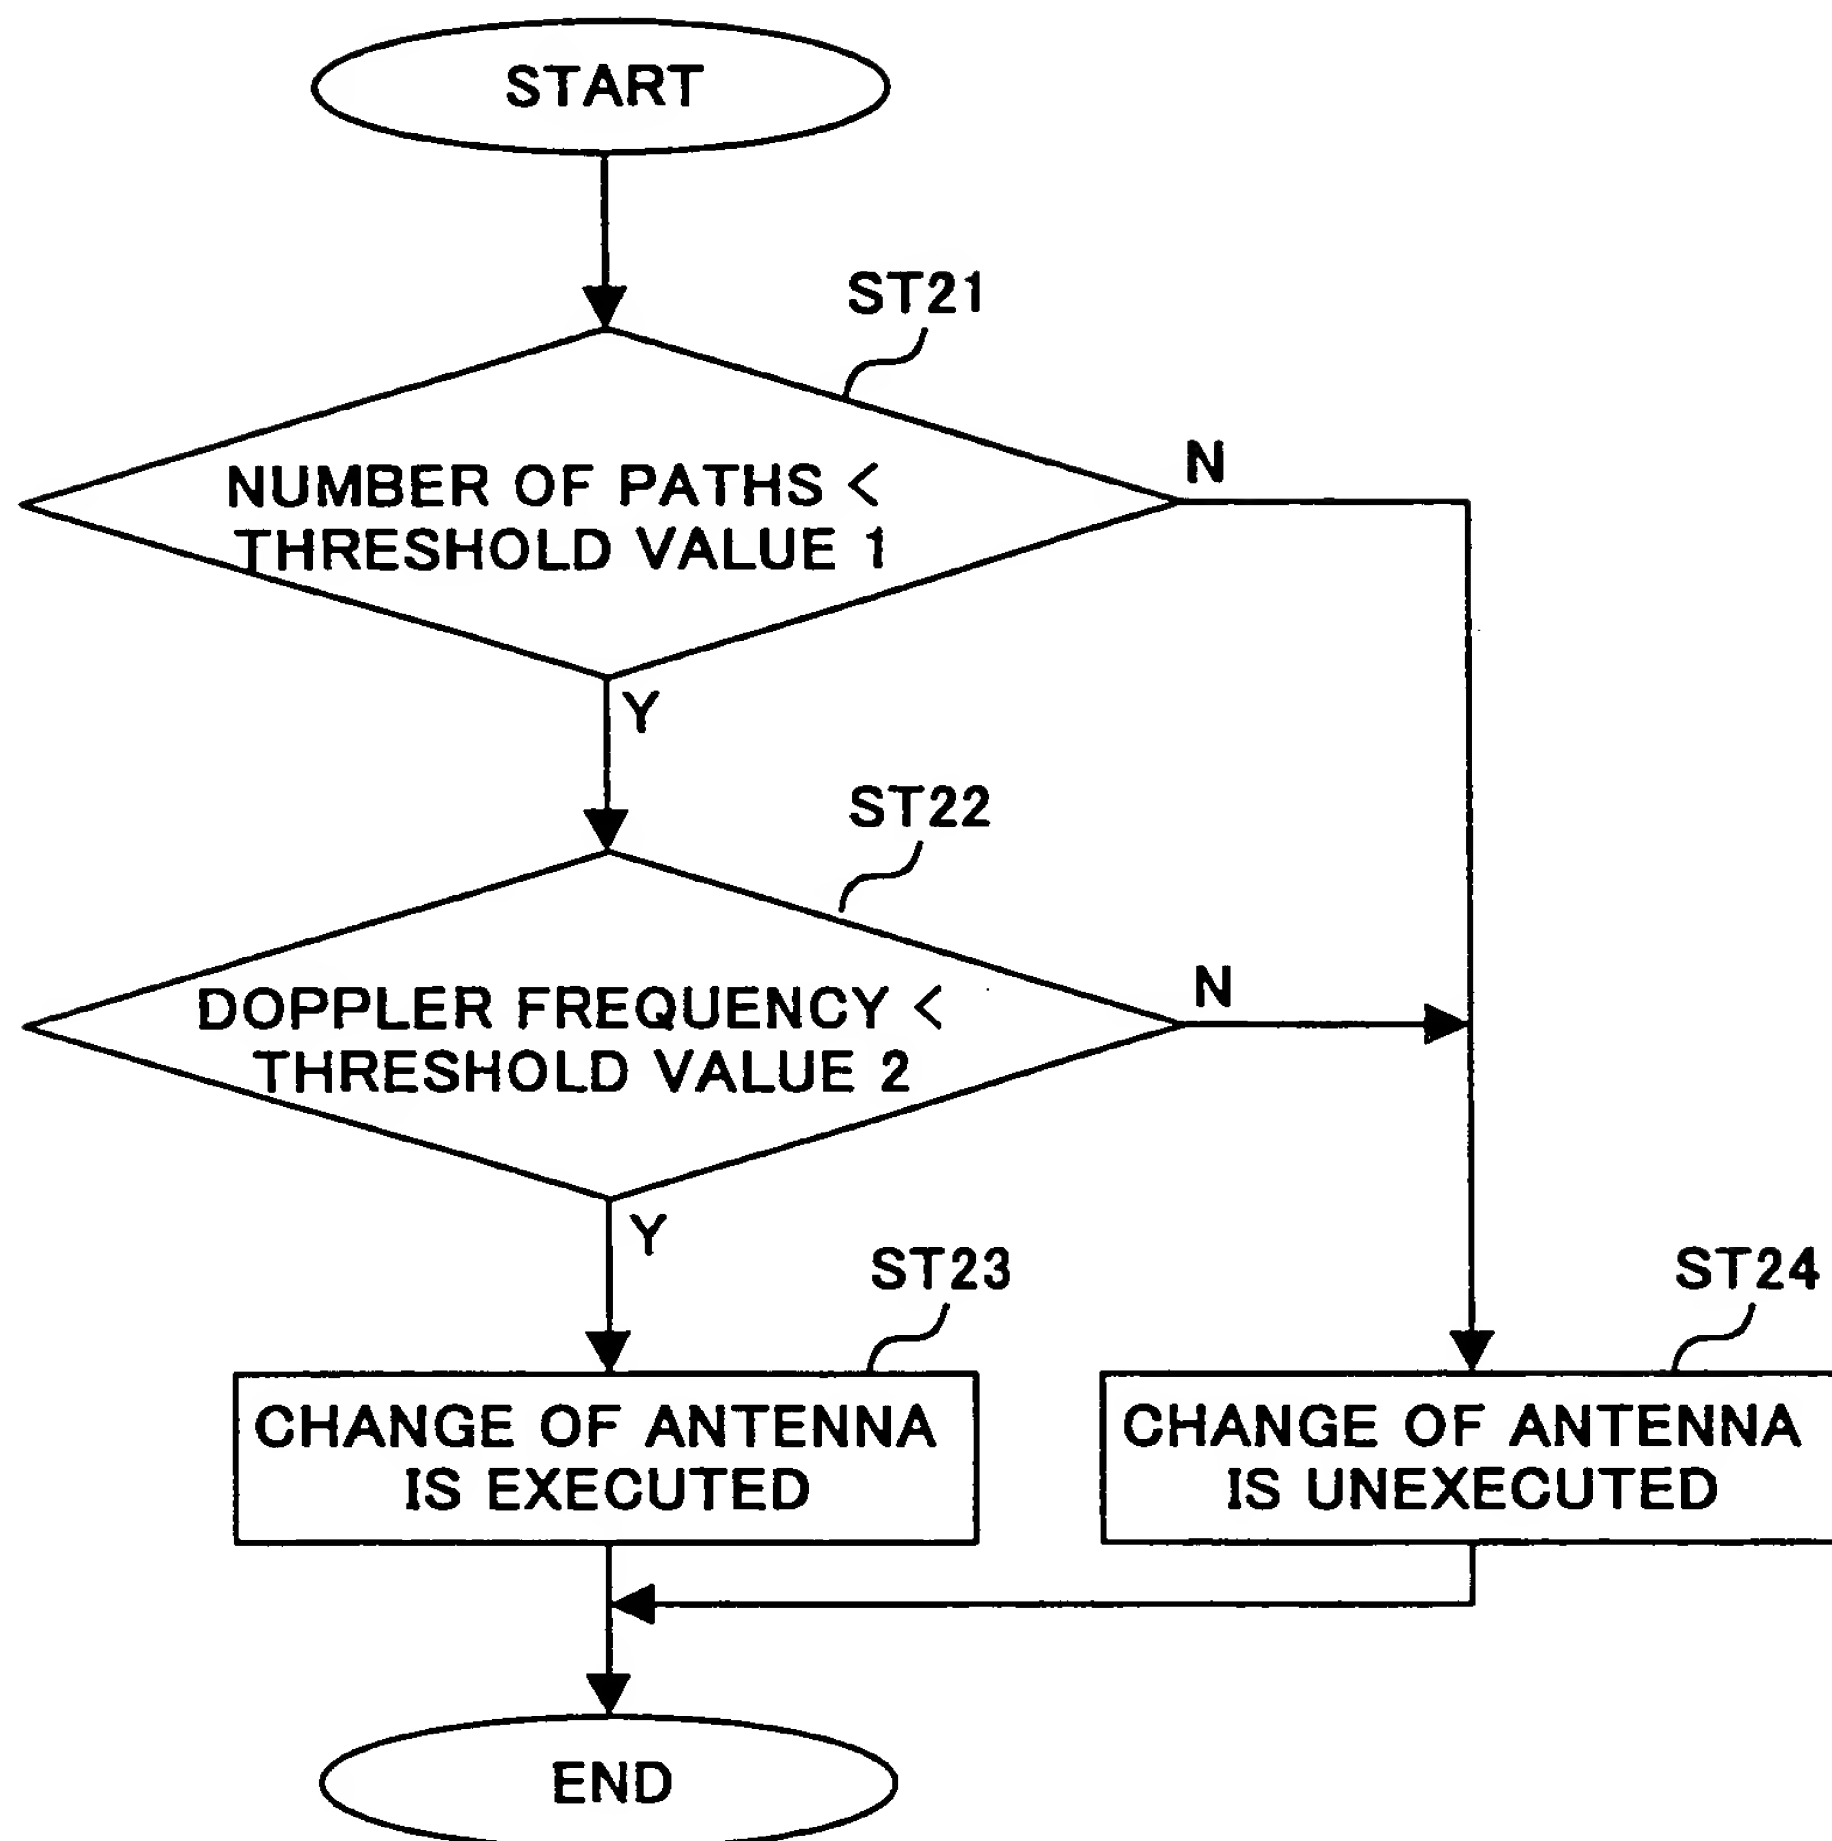 START
ST21
NUMBER OF PATHS <
THRESHOLD VALUE 1
N
Y
ST22
DOPPLER FREQUENCY <
THRESHOLD VALUE 2
N
Y
ST23
CHANGE OF ANTENNA
IS EXECUTED
ST24
CHANGE OF ANTENNA
IS UNEXECUTED
END